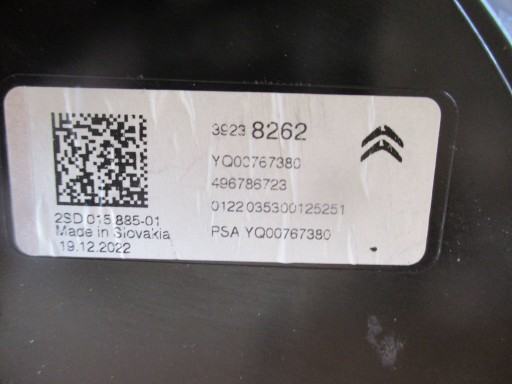 3923 8262
YQ00767380
496786723
0122 035300125251
PSA YQ00767380
2SD 015 885-01
Made in Slovakia
19.12.2022